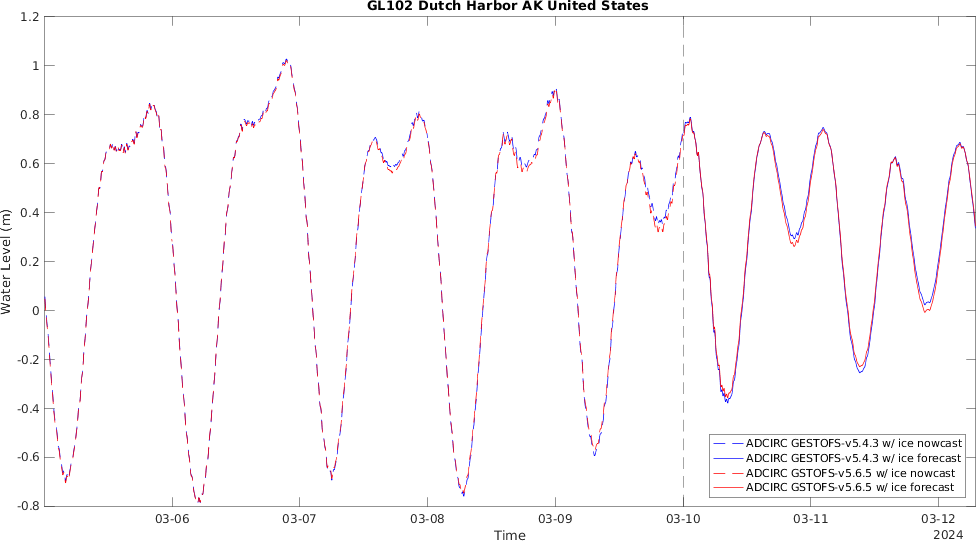 GL102 Dutch Harbor AK United States
1.2
1
0.8
0.6
0.4
0.2
0
-0.2
-0.4
-0.6
-0.8
Water Level (m)
ADCIRC GESTOFS-v5.4.3 w/ ice nowcast
ADCIRC GESTOFS-v5.4.3 w/ ice forecast
ADCIRC GSTOFS-v5.6.5 w/ ice nowcast
ADCIRC GSTOFS-v5.6.5 w/ ice forecast
03-06 03-07 03-08 03-09 03-10 03-11 03-12
Time
2024